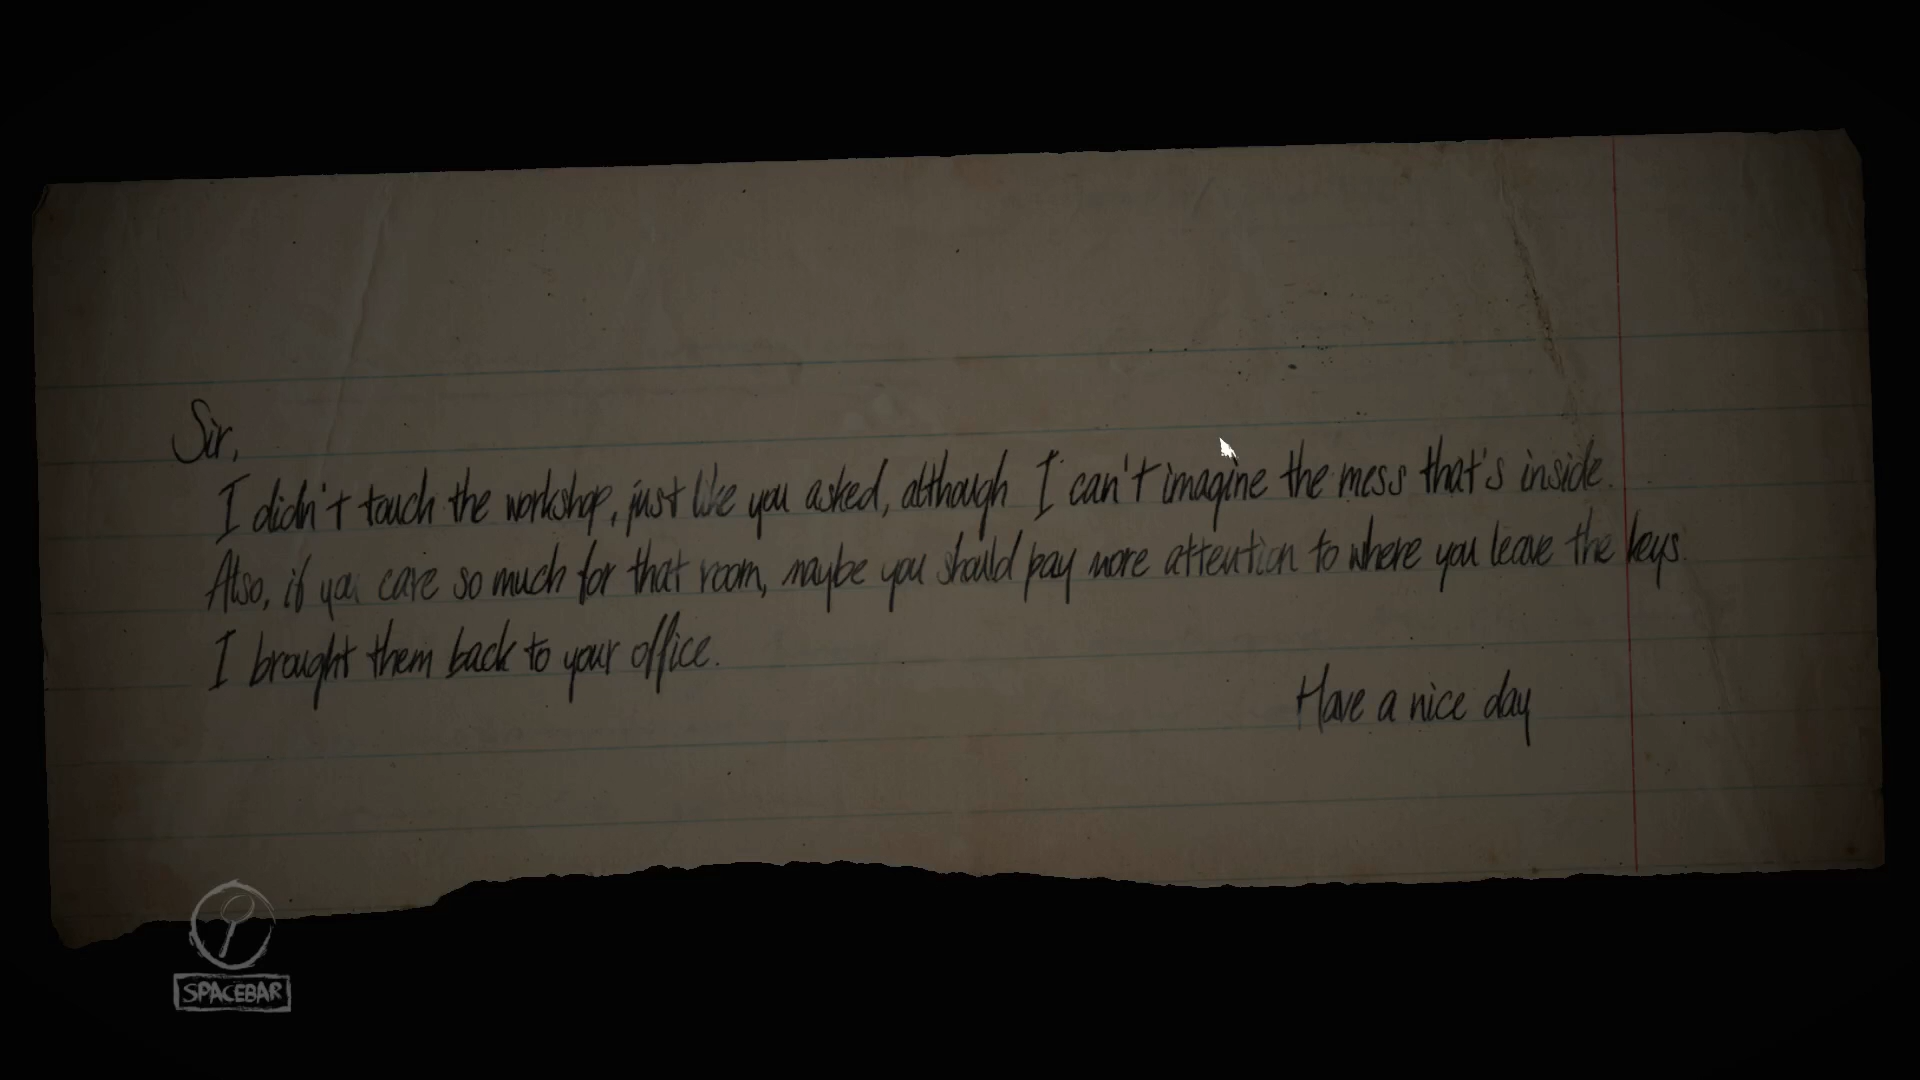 Sir,
I didn't touch the workshop, just like you asked, although I can't imagine the mess that's inside.
Also, if you care so much for that room, maybe you should pay more attention to where you leave the keys.
I brought them back to your office.
Have a nice day
SPACEBAR